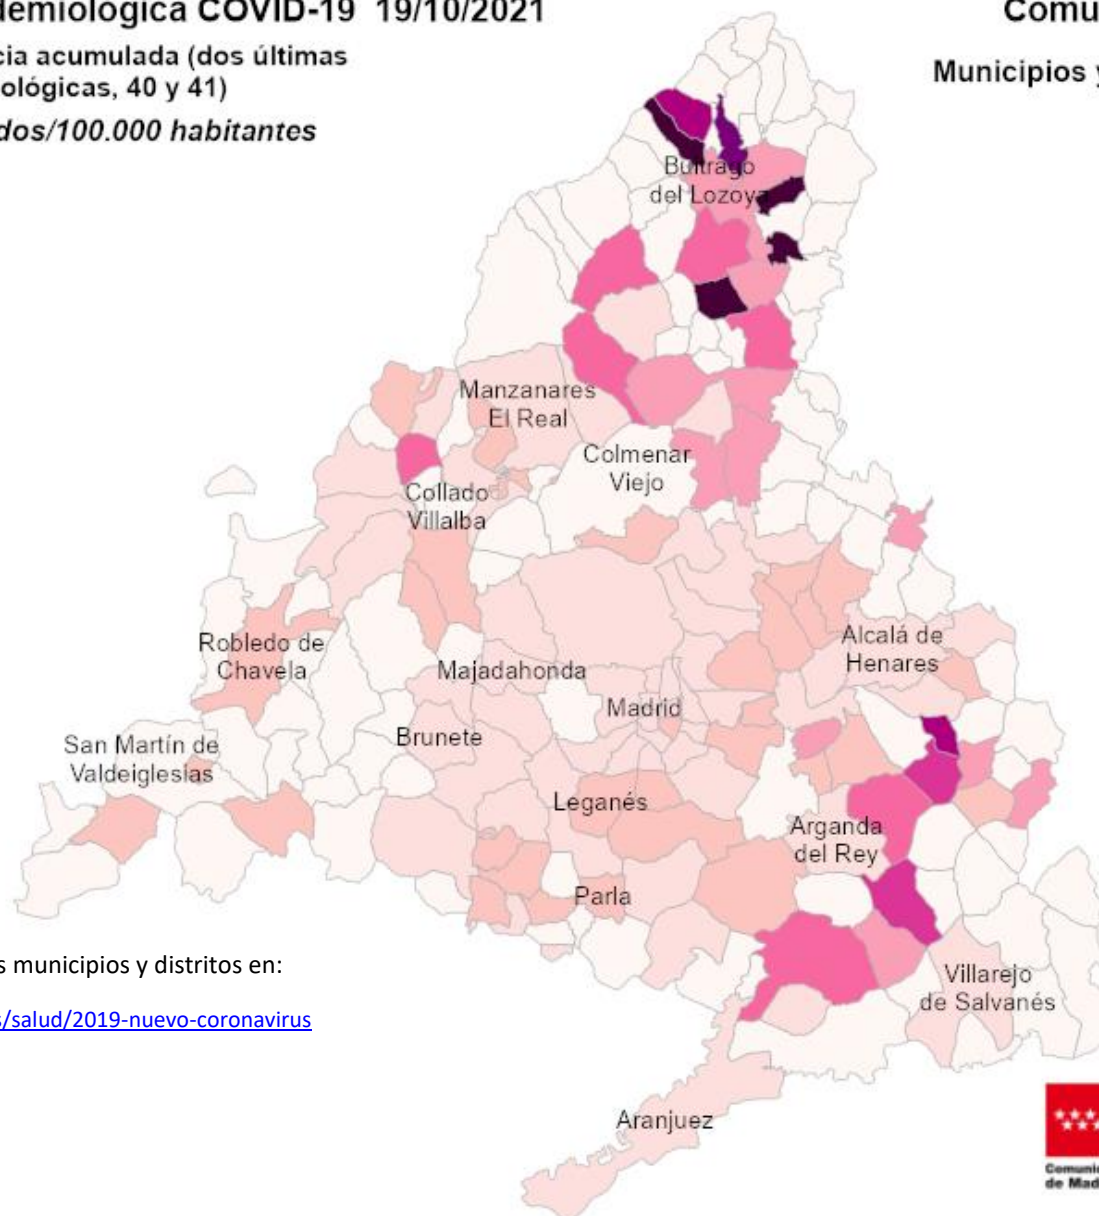 demiológica COVID-19 19/10/2021
Comu
cia acumulada (dos últimas
ológicas, 40 y 41)
Municipios y
dos/100.000 habitantes
Buitrago
del Lozoya
Manzanares
El Real
Colmenar
Viejo
Collado
Villalba
Robledo de
Chavela
Alcalá de
Henares
Majadahonda
Madrid
Brunete
San Martín de
Valdeiglesias
Leganés
Arganda
del Rey
Parla
s municipios y distritos en:
Villarejo
de Salvanés
s/salud/2019-nuevo-coronavirus
Aranjuez
Comunid
de Mad